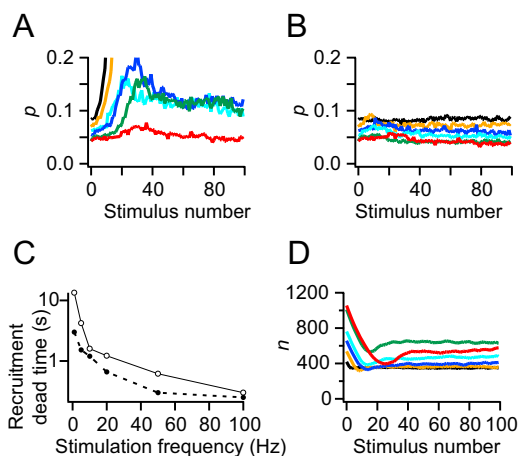 A
0.2
0.1
0.0
p
0 40 80
Stimulus number
B
0.2
0.1
0.0
p
0 40 80
Stimulus number
C
Recruitment
dead time (s)
10
1
0 20 40 60 80 100
Stimulation frequency (Hz)
D
1200
800
400
0
n
0 20 40 60 80 100
Stimulus number